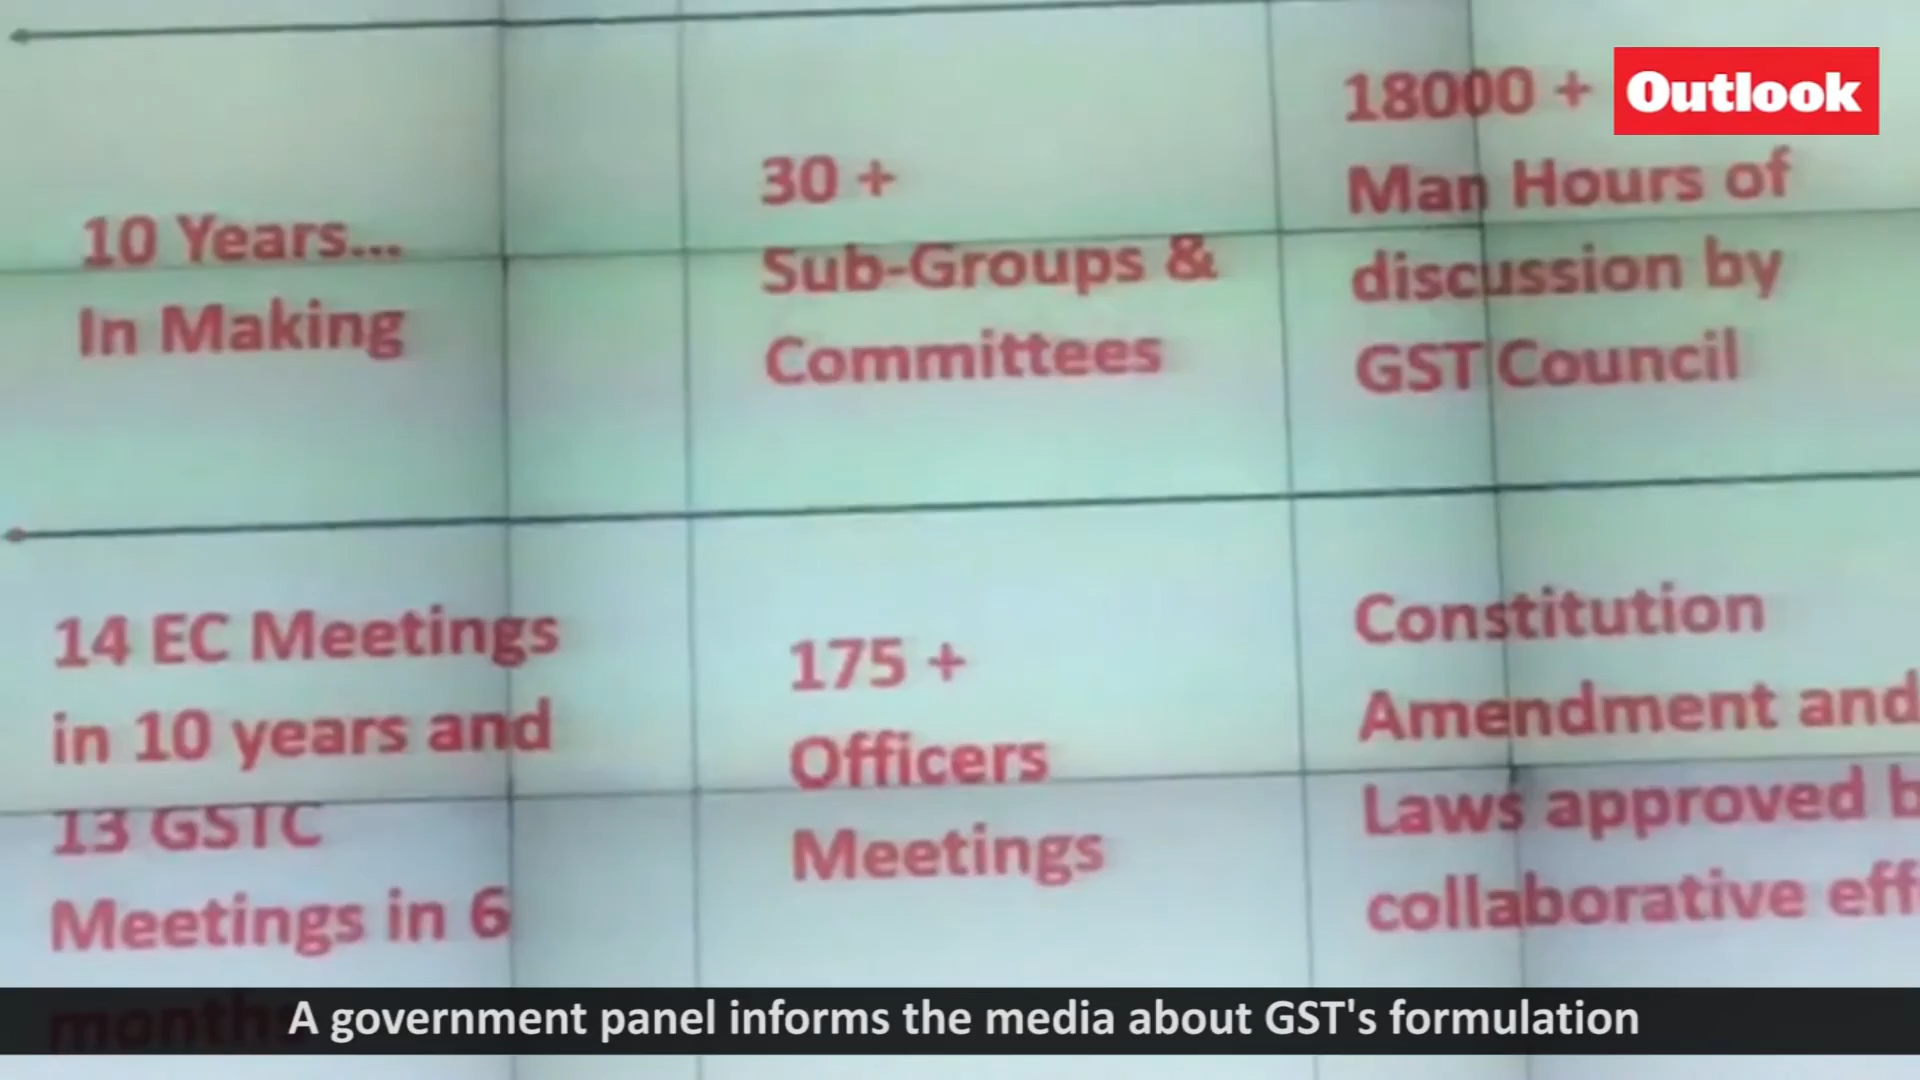 Outlook
10 Years...
In Making
30 +
Sub-Groups &
Committees
18000 +
Man Hours of
discussion by
GST Council
14 EC Meetings
in 10 years and
13 GSTC
Meetings in 6
months
175 +
Officers
Meetings
Constitution
Amendment and
Laws approved b
collaborative eff
A government panel informs the media about GST's formulation